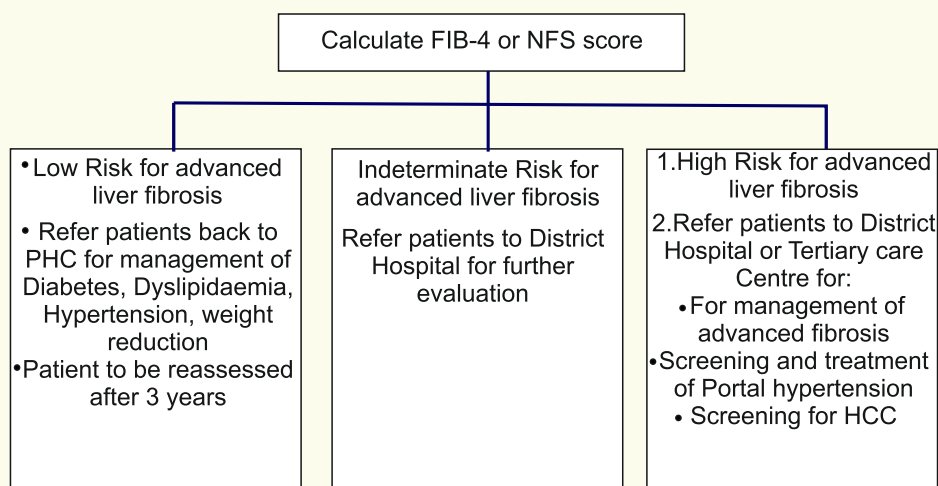 Calculate FIB-4 or NFS score
•Low Risk for advanced
liver fibrosis
• Refer patients back to
PHC for management of
Diabetes, Dyslipidaemia,
Hypertension, weight
reduction
•Patient to be reassessed
after 3 years
Indeterminate Risk for
advanced liver fibrosis
Refer patients to District
Hospital for further
evaluation
1.High Risk for advanced
liver fibrosis
2.Refer patients to District
Hospital or Tertiary care
Centre for:
•For management of
advanced fibrosis
•Screening and treatment
of Portal hypertension
• Screening for HCC